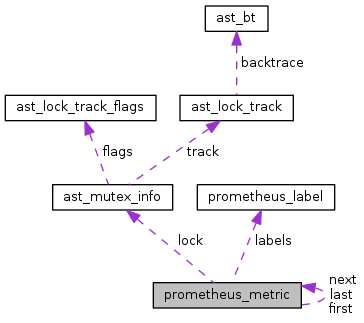 ast_bt
backtrace
ast_lock_track_flags
ast_lock_track
flags
track
ast_mutex_info
prometheus_label
lock
labels
prometheus_metric
next
last
first